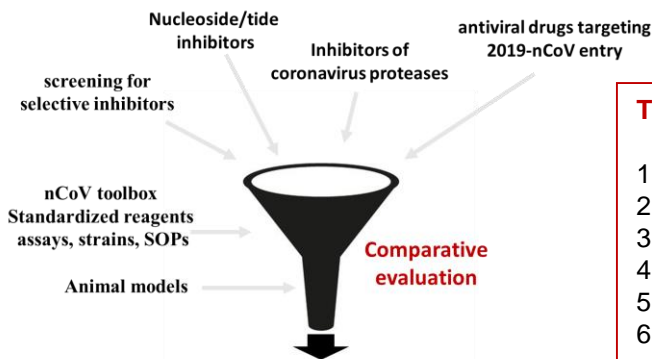 Nucleoside/tide
inhibitors
Inhibitors of
coronavirus proteases
antiviral drugs targeting
2019-nCoV entry
screening for
selective inhibitors
nCoV toolbox
Standardized reagents
assays, strains, SOPs
Animal models
Comparative
evaluation
T
1
2
3
4
5
6